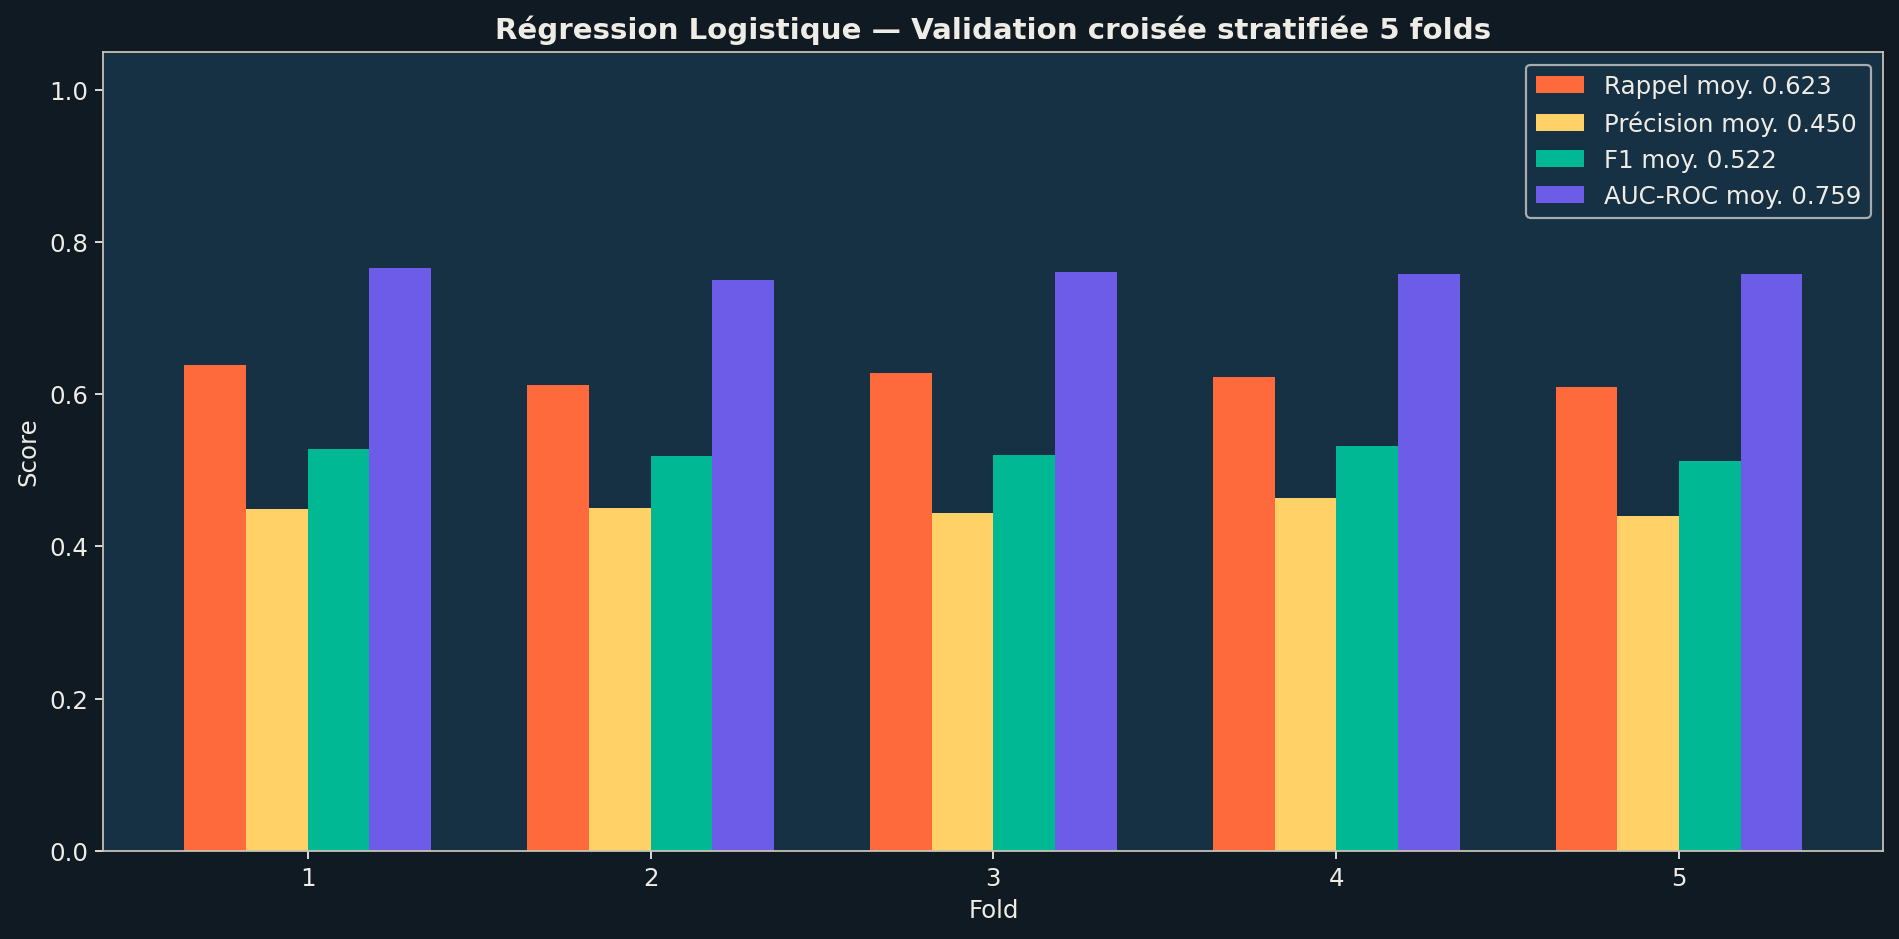 Régression Logistique — Validation croisée stratifiée 5 folds
Rappel moy. 0.623
Précision moy. 0.450
F1 moy. 0.522
AUC-ROC moy. 0.759
Score
1.0
0.8
0.6
0.4
0.2
0.0
1 2 3 4 5
Fold